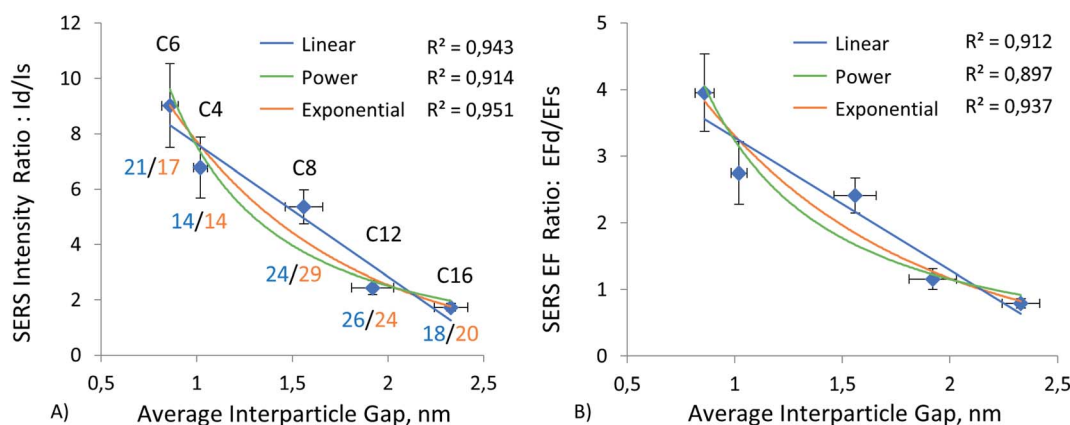 SERS Intensity Ratio : Id/Is
12
10
8
6
4
2
0
C6
C4
C8
C12
C16
Linear R² = 0,943
Power R² = 0,914
Exponential R² = 0,951
21/17
14/14
24/29
26/24
18/20
0,5 1 1,5 2 2,5
A) Average Interparticle Gap, nm
SERS EF Ratio: EFd/EFs
5
4
3
2
1
0
Linear R² = 0,912
Power R² = 0,897
Exponential R² = 0,937
0,5 1 1,5 2 2,5
B) Average Interparticle Gap, nm